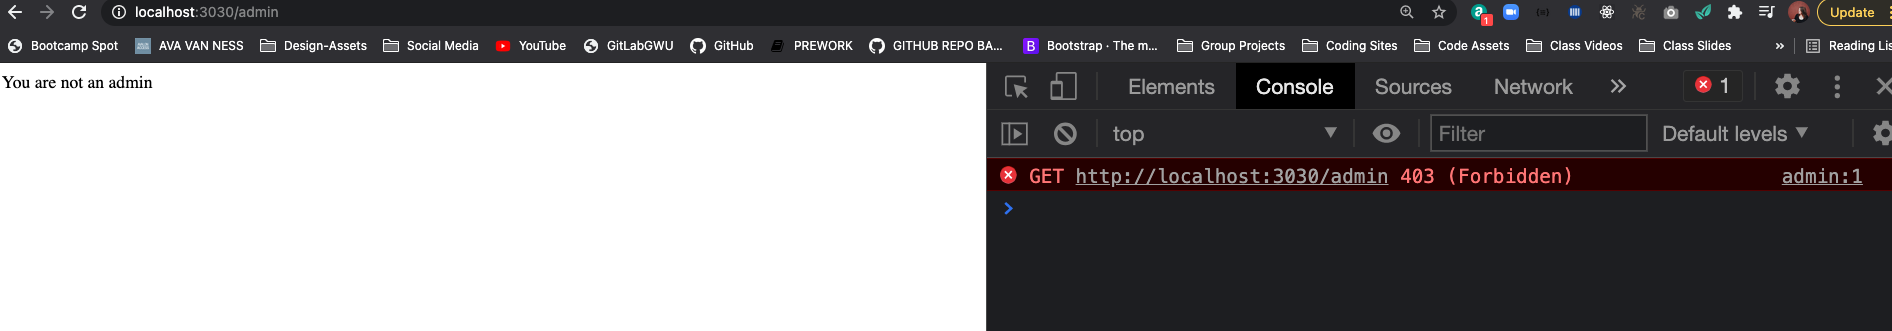 localhost:3030/admin
1
Update
Bootcamp Spot AVA VAN NESS Design-Assets Social Media YouTube GitLabGWU GitHub PREWORK GITHUB REPO BA... B Bootstrap · The m... Group Projects Coding Sites Code Assets Class Videos Class Slides » Reading Lis
You are not an admin
Elements Console Sources Network » 1
top Filter Default levels
GET http://localhost:3030/admin 403 (Forbidden) admin:1